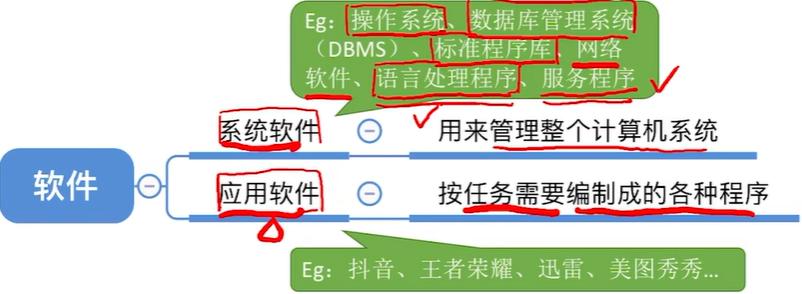 Eg：操作系统、数据库管理系统
（DBMS）、标准程序库、网络
软件、语言处理程序、服务程序
系统软件
用来管理整个计算机系统
软件
应用软件
按任务需要编制成的各种程序
Eg：抖音、王者荣耀、迅雷、美图秀秀...